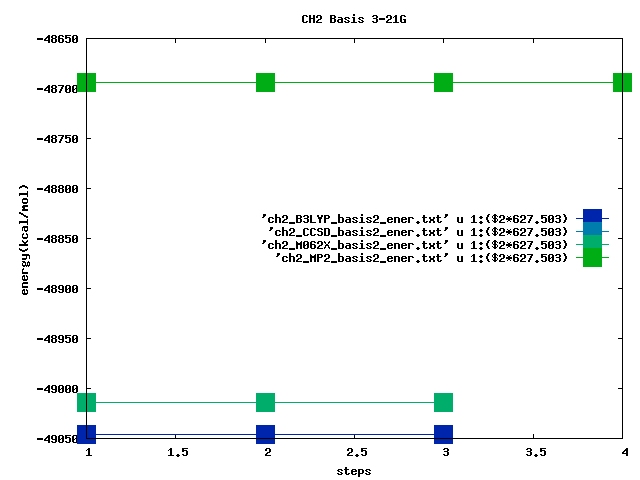 CH2 Basis 3-21G
-48650
-48700
-48750
-48800
-48850
-48900
-48950
-49000
-49050
energy(kcal/mol)
'ch2_B3LYP_basis2_ener.txt' u 1:($2*627.503)
'ch2_CCSD_basis2_ener.txt' u 1:($2*627.503)
'ch2_M062X_basis2_ener.txt' u 1:($2*627.503)
'ch2_MP2_basis2_ener.txt' u 1:($2*627.503)
1 1.5 2 2.5 3 3.5 4
steps